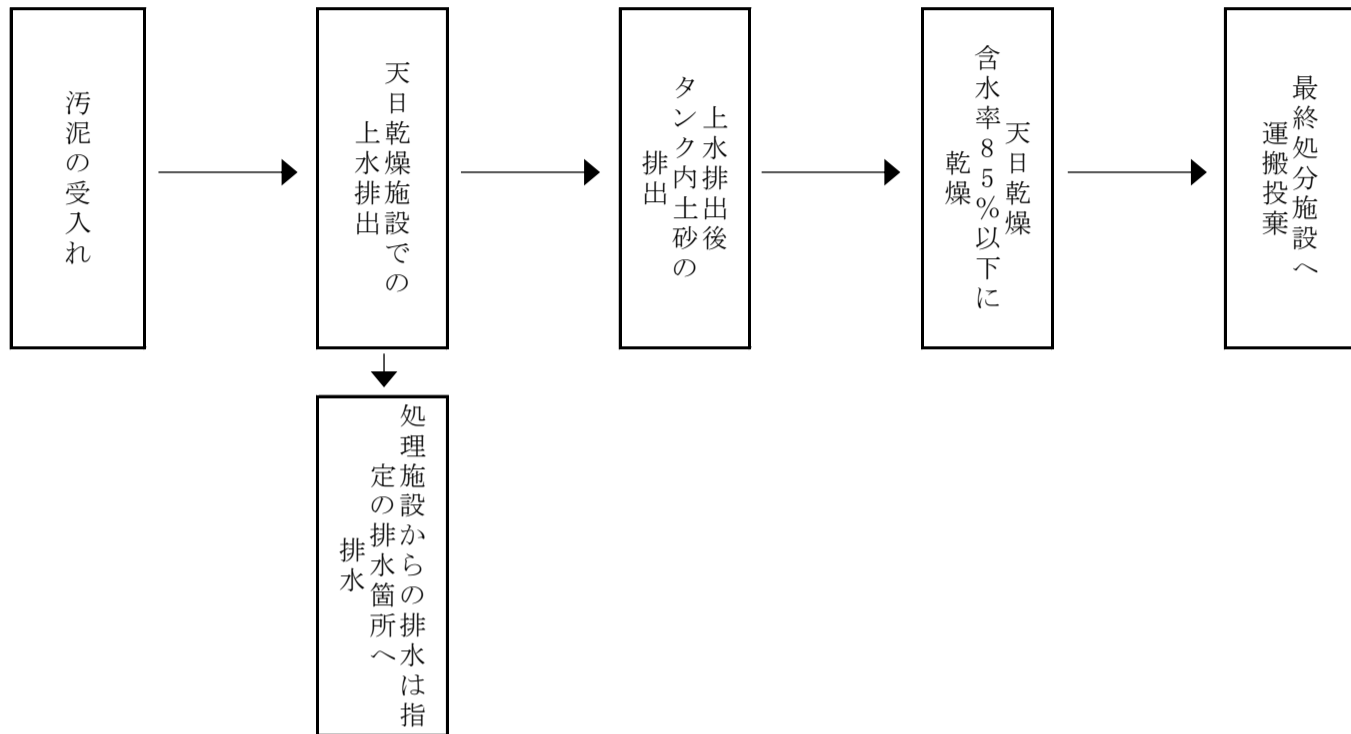 汚泥の受入れ
天日乾燥施設での
上水排出
上水排出後
タンク内土砂の
排出
天日乾燥
含水率85%以下に
乾燥
最終処分施設へ
運搬投棄
処理施設からの排水は指
定の排水箇所へ
排水